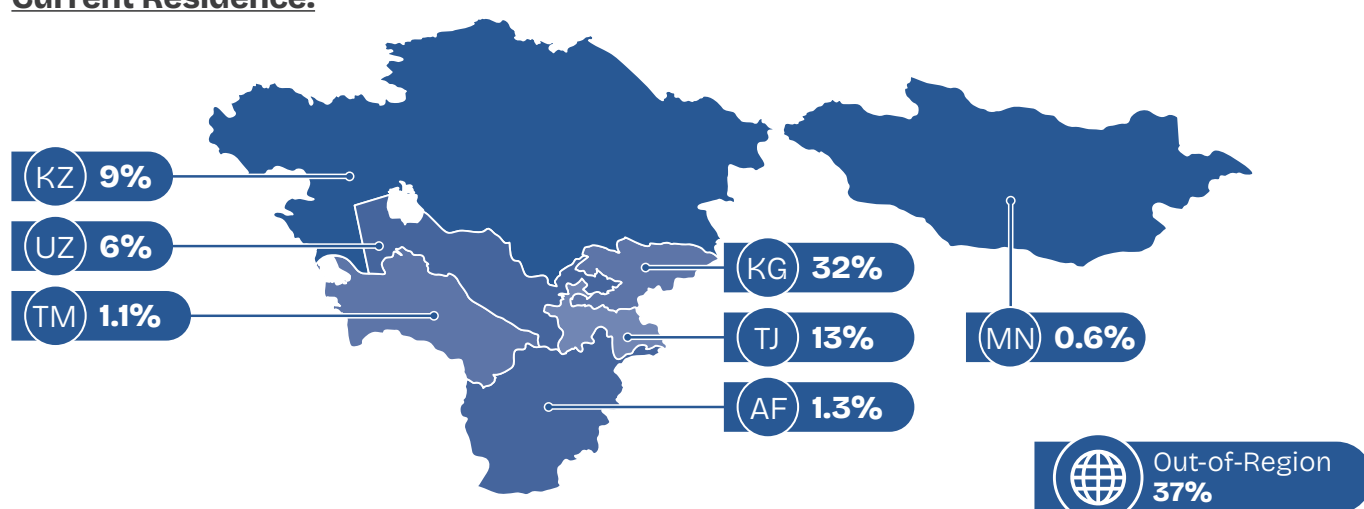 Current Residence:
KZ 9%
UZ 6%
TM 1.1%
KG 32%
TJ 13%
AF 1.3%
MN 0.6%
Out-of-Region
37%